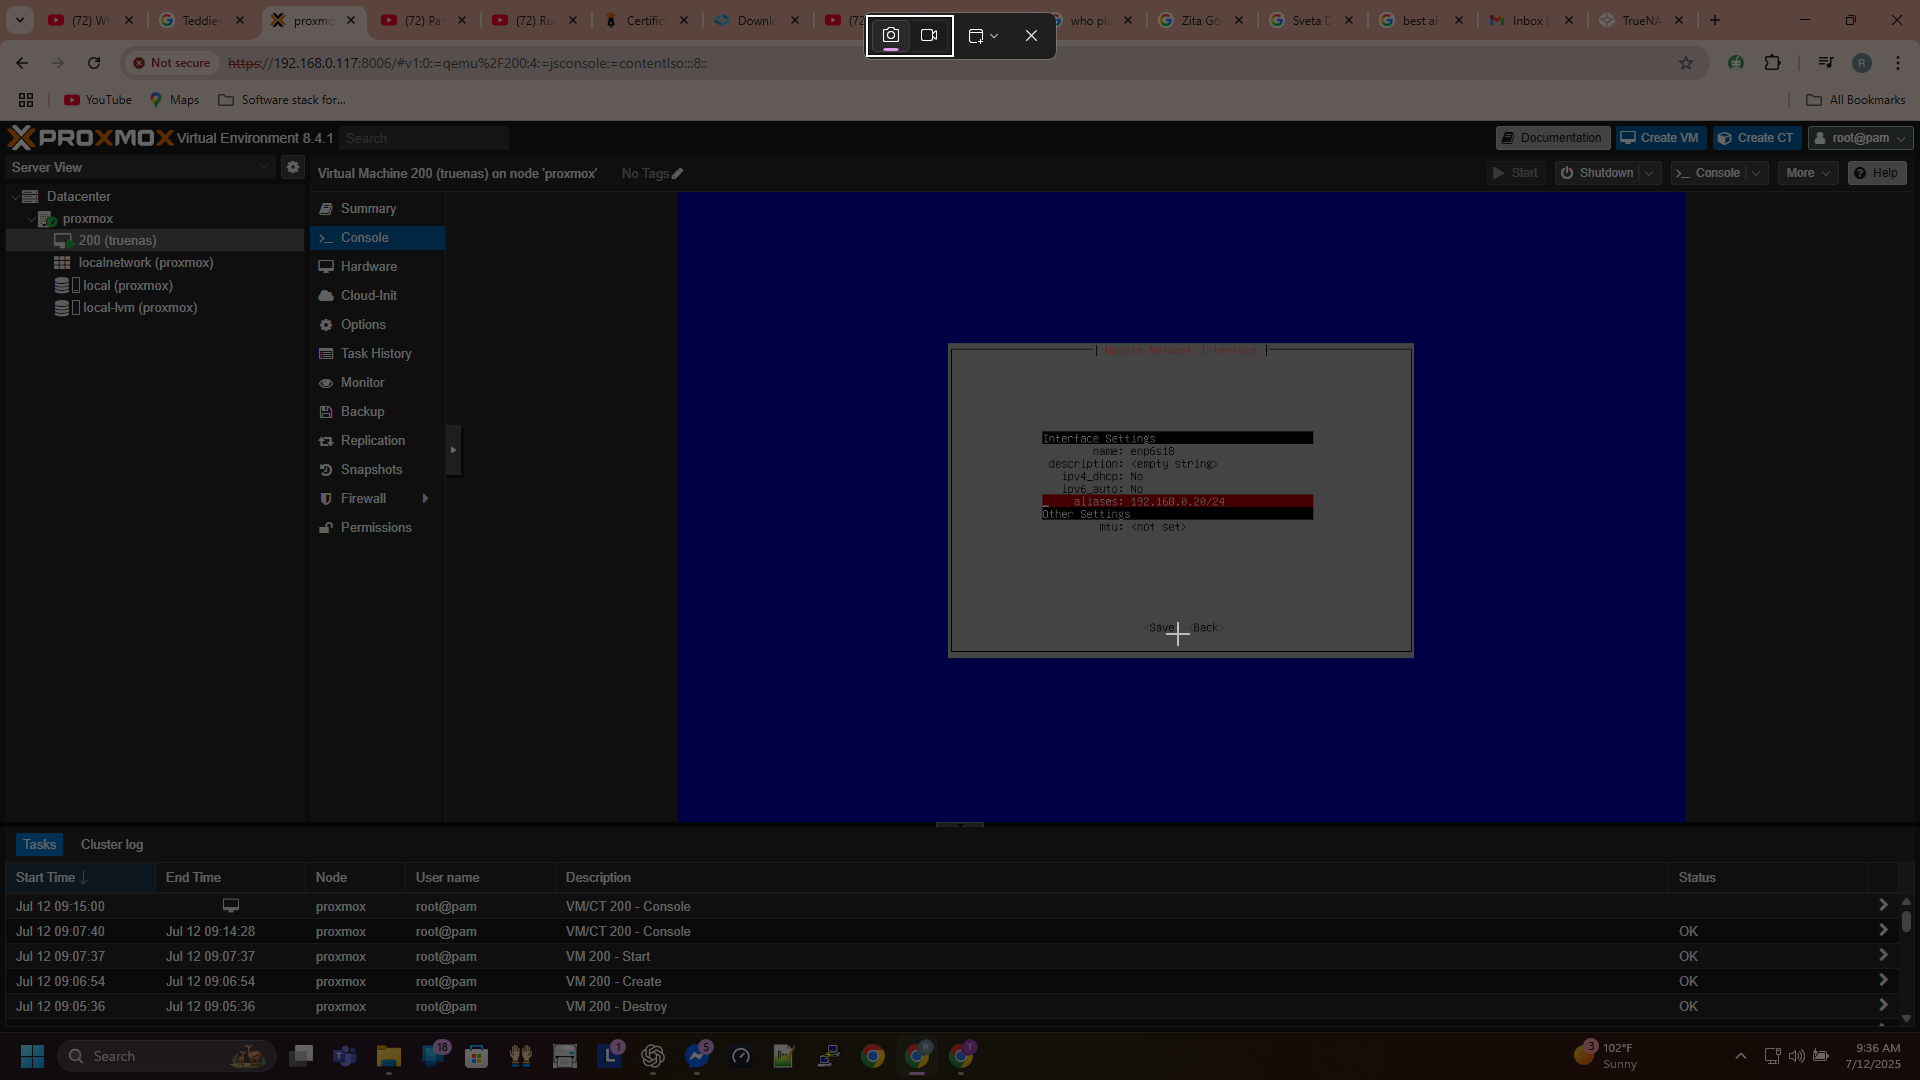 (72) Wh
Teddie-
proxmo
(72) Pas
(72) Ru
Certific
Downlo
(72
who pl
Zita Gö
Sveta D
best ai
Inbox (
TrueNA
Not secure
https://192.168.0.117:8006/#v1:0:=qemu%2F200:4:=jsconsole:=contentIso:::8::
R
YouTube
Maps
Software stack for...
All Bookmarks
PROXMOX Virtual Environment 8.4.1
Search
Documentation
Create VM
Create CT
root@pam
Server View
Virtual Machine 200 (truenas) on node 'proxmox'
No Tags
Start
Shutdown
Console
More
Help
Datacenter
proxmox
200 (truenas)
localnetwork (proxmox)
local (proxmox)
local-lvm (proxmox)
Summary
Console
Hardware
Cloud-Init
Options
Task History
Monitor
Backup
Replication
Snapshots
Firewall
Permissions
Update Network Interface
Interface Settings
name: enp6s18
description: <empty string>
ipv4_dhcp: No
ipv6_auto: No
aliases: 192.168.0.20/24
Other Settings
mtu: <not set>
<Save <Back>
Tasks
Cluster log
Start Time
End Time
Node
User name
Description
Status
Jul 12 09:15:00 proxmox root@pam VM/CT 200 - Console
Jul 12 09:07:40 Jul 12 09:14:28 proxmox root@pam VM/CT 200 - Console OK
Jul 12 09:07:37 Jul 12 09:07:37 proxmox root@pam VM 200 - Start OK
Jul 12 09:06:54 Jul 12 09:06:54 proxmox root@pam VM 200 - Create OK
Jul 12 09:05:36 Jul 12 09:05:36 proxmox root@pam VM 200 - Destroy OK
Search
18
L
1
5
R
1
3
102°F
Sunny
9:36 AM
7/12/2025